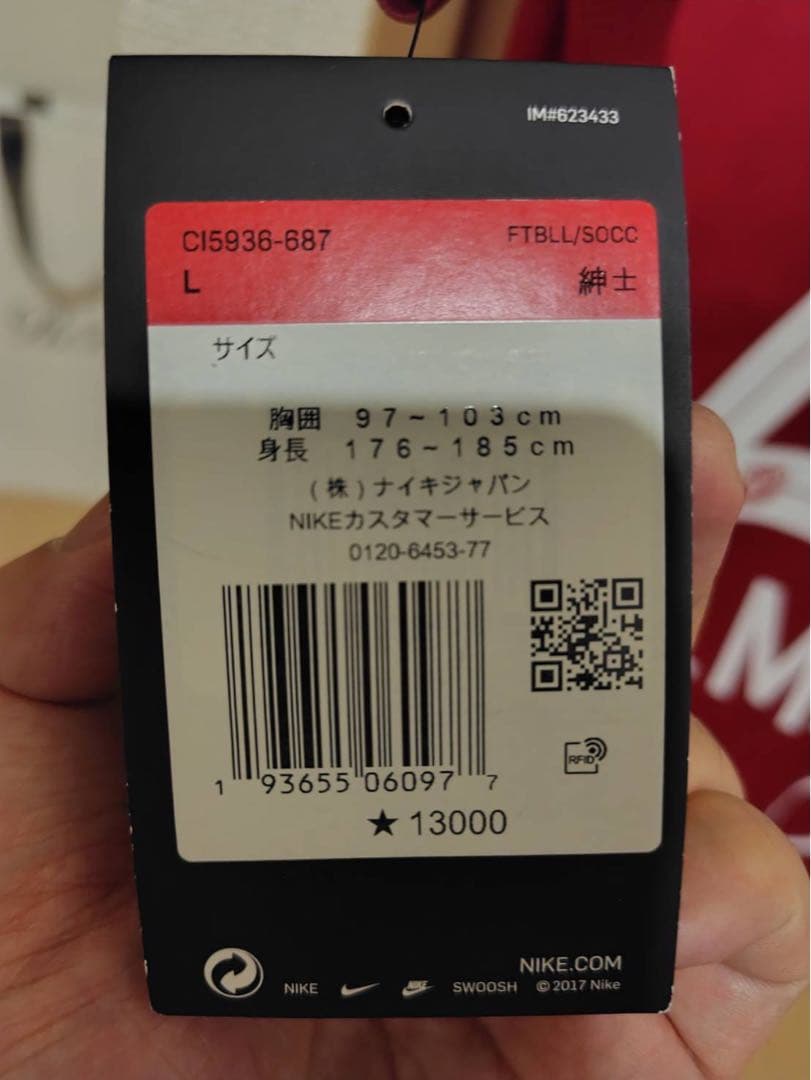 IM#623433
CI5936-687 FTBLL/SOCC
L 紳士
サイズ
胸囲 97~103cm
身長 176~185cm
(株)ナイキジャパン
NIKEカスタマーサービス
0120-6453-77
RFID
1 93655 06097 7
★13000
NIKE.COM
NIKE NIKE SWOOSH © 2017 Nike
M